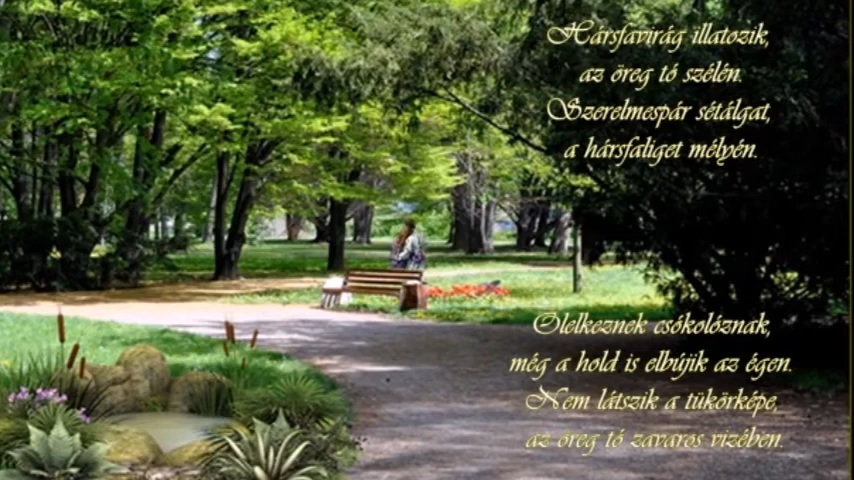 Hársfavirág illatozik,
az öreg tó szélén.
Szerelmespár sétálgat,
a hársfaliget mélyén.
Ölelkeznek csókolóznak,
még a hold is elbújik az égen.
Nem látszik a tükörképe,
az öreg tó zavaros vizében.